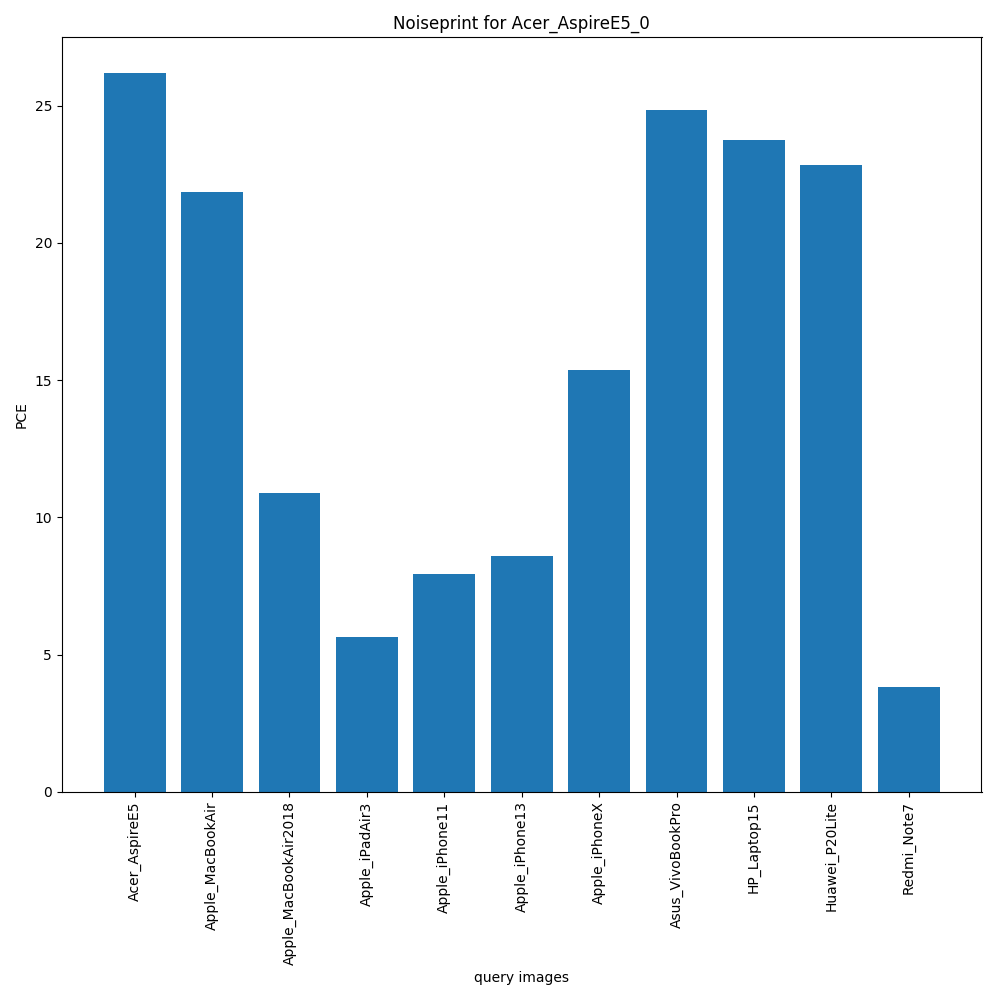 Noiseprint for Acer_AspireE5_0
PCE
25
20
15
10
5
0
Acer_AspireE5
Apple_MacBookAir
Apple_MacBookAir2018
Apple_iPadAir3
Apple_iPhone11
Apple_iPhone13
Apple_iPhoneX
Asus_VivoBookPro
HP_Laptop15
Huawei_P20Lite
Redmi_Note7
query images